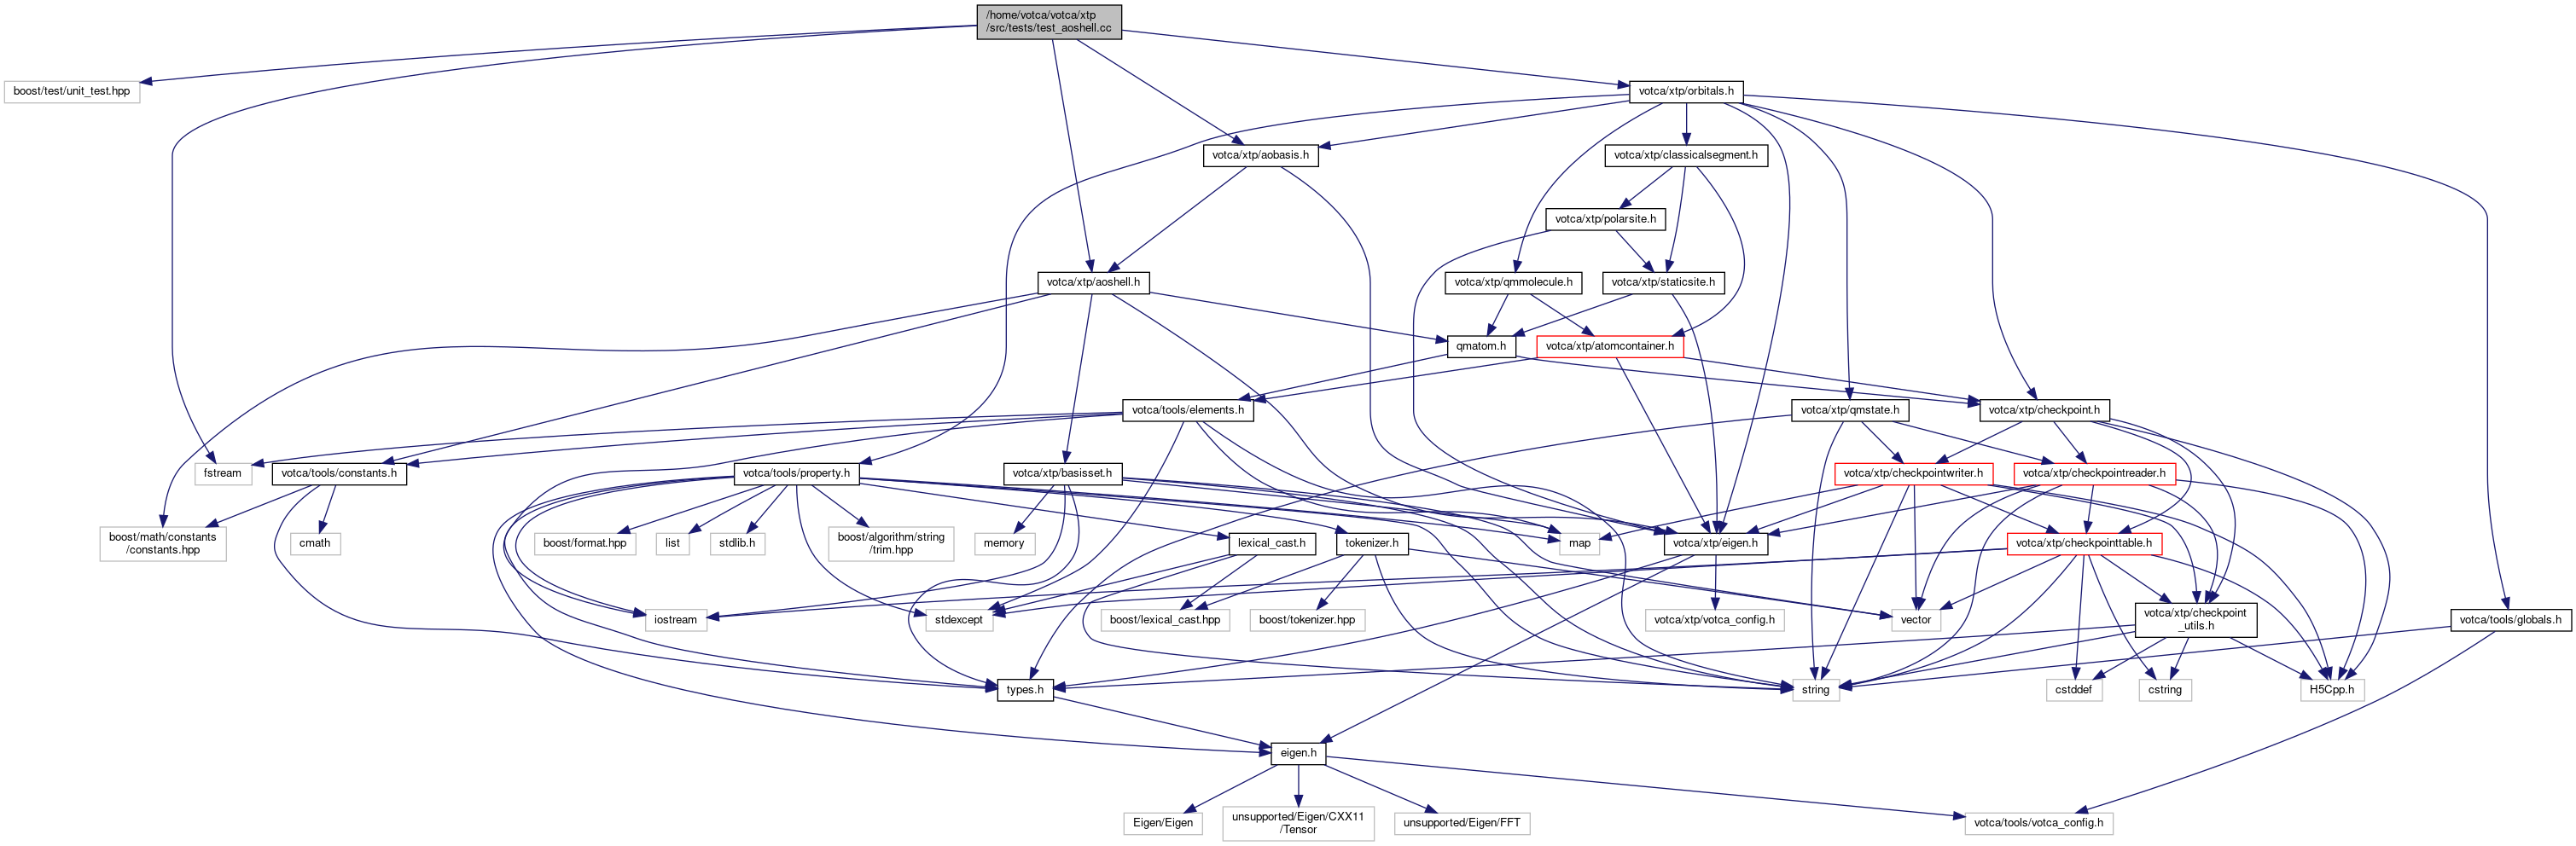 /home/votca/votca/xtp
/src/tests/test_aoshell.cc
boost/test/unit_test.hpp
votca/xtp/orbitals.h
votca/xtp/aobasis.h
votca/xtp/classicalsegment.h
votca/xtp/polarsite.h
votca/xtp/aoshell.h
votca/xtp/qmmolecule.h
votca/xtp/staticsite.h
qmatom.h
votca/xtp/atomcontainer.h
votca/tools/elements.h
votca/xtp/qmstate.h
votca/xtp/checkpoint.h
fstream
votca/tools/constants.h
votca/tools/property.h
votca/xtp/basisset.h
votca/xtp/checkpointwriter.h
votca/xtp/checkpointreader.h
boost/math/constants
/constants.hpp
cmath
boost/format.hpp
list
stdlib.h
boost/algorithm/string
/trim.hpp
memory
lexical_cast.h
tokenizer.h
map
votca/xtp/eigen.h
votca/xtp/checkpointtable.h
iostream
stdexcept
boost/lexical_cast.hpp
boost/tokenizer.hpp
votca/xtp/votca_config.h
vector
votca/xtp/checkpoint
_utils.h
votca/tools/globals.h
types.h
string
cstddef
cstring
H5Cpp.h
eigen.h
Eigen/Eigen
unsupported/Eigen/CXX11
/Tensor
unsupported/Eigen/FFT
votca/tools/votca_config.h